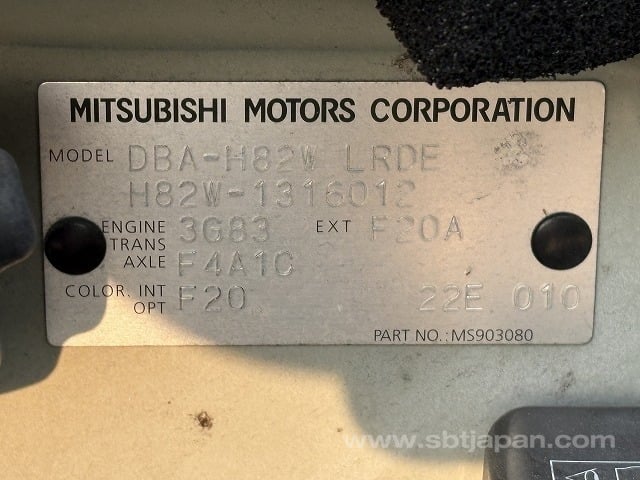 MITSUBISHI MOTORS CORPORATION
MODEL DBA-H82W LRDE
H82W-1316012
ENGINE 3G83 EXT F20A
TRANS
AXLE F4A1C
COLOR. INT F20 22E 010
OPT
PART NO.: MS903080
www.sbtjapan.com